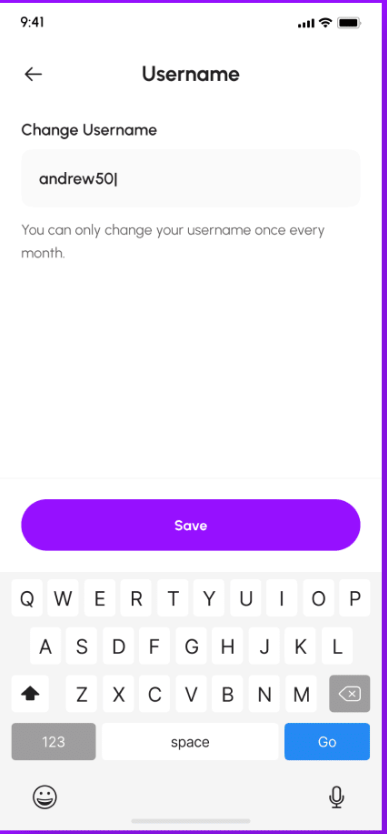 9:41
Username
Change Username
andrew50
You can only change your username once every
month.
Save
Q W E R T Y U I O P
A S D F G H J K L
Z X C V B N M
123 space Go